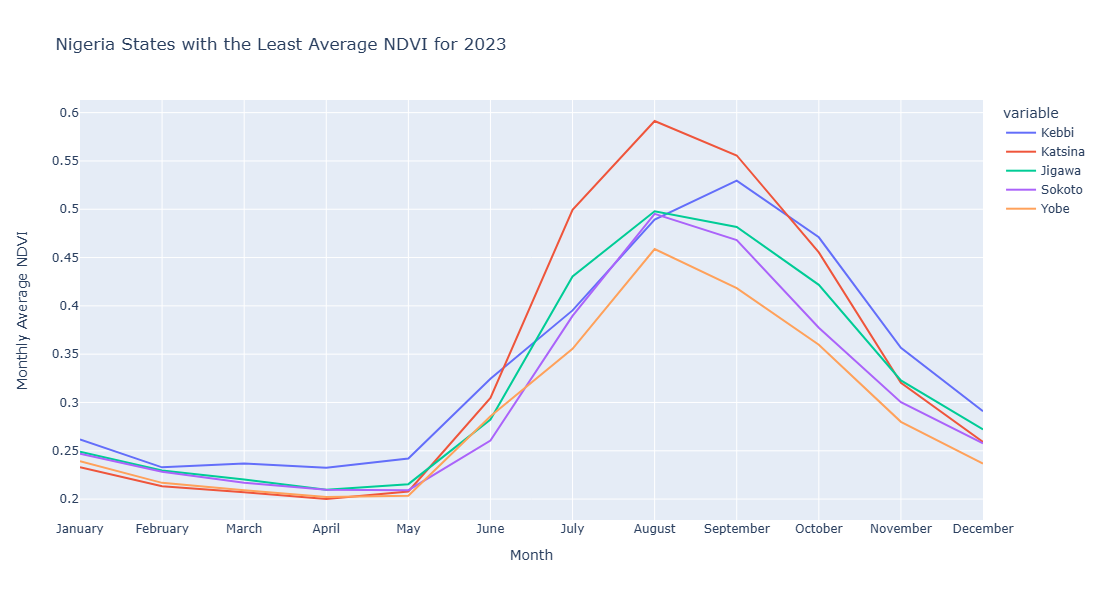 Nigeria States with the Least Average NDVI for 2023
variable
Kebbi
Katsina
Jigawa
Sokoto
Yobe
Monthly Average NDVI
0.6
0.55
0.5
0.45
0.4
0.35
0.3
0.25
0.2
January February March April May June July August September October November December
Month